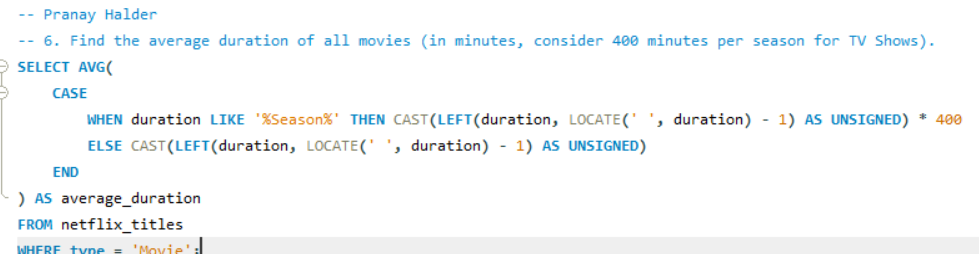 -- Pranay Halder
-- 6. Find the average duration of all movies (in minutes, consider 400 minutes per season for TV Shows).
SELECT AVG(
CASE
WHEN duration LIKE '%Season%' THEN CAST(LEFT(duration, LOCATE(' ', duration) - 1) AS UNSIGNED) * 400
ELSE CAST(LEFT(duration, LOCATE(' ', duration) - 1) AS UNSIGNED)
END
) AS average_duration
FROM netflix_titles
WHERE type = 'Movie';